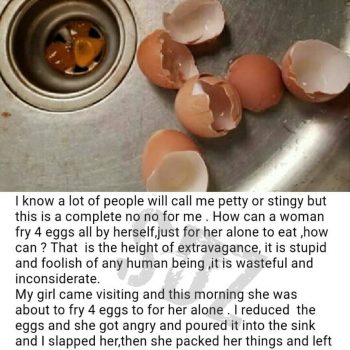 I know a lot of people will call me petty or stingy but
this is a complete no no for me . How can a woman
fry 4 eggs all by herself,just for her alone to eat ,how
can ? That  is the height of extravagance, it is stupid
and foolish of any human being ,it is wasteful and
inconsiderate.
My girl came visiting and this morning she was
about to fry 4 eggs to for her alone . I reduced  the
eggs and she got angry and poured it into the sink
and I slapped her,then she packed her things and left